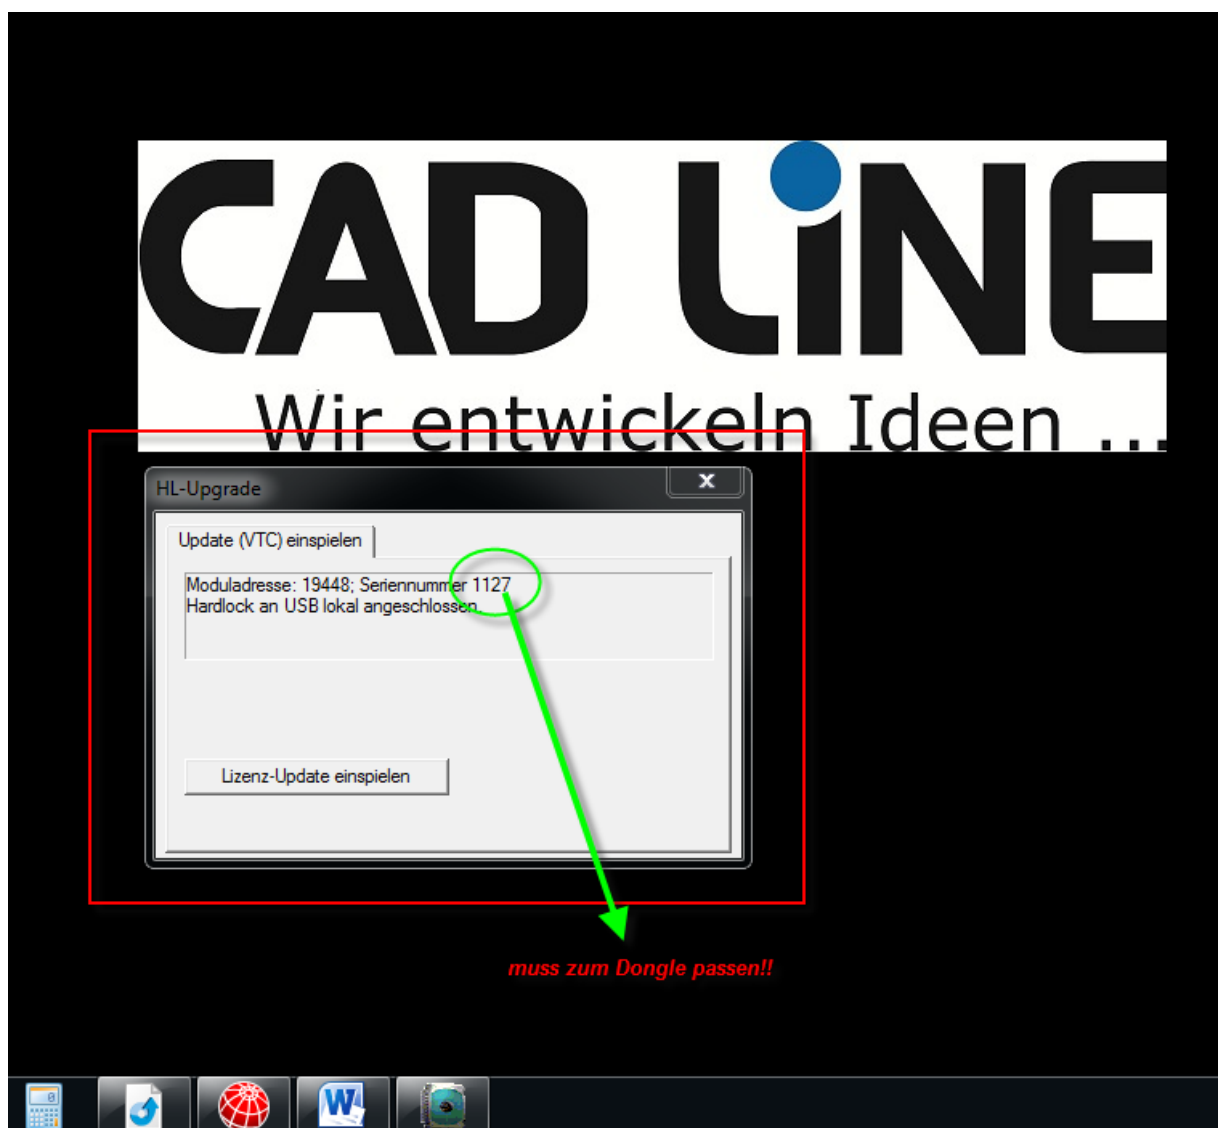 CAD LiNE
Wir entwickeln Ideen ...
HL-Upgrade
x
Update (VTC) einspielen
Moduladresse: 19448; Seriennummer 1127
Hardlock an USB lokal angeschlossen.
Lizenz-Update einspielen
muss zum Dongle passen!!
0
W